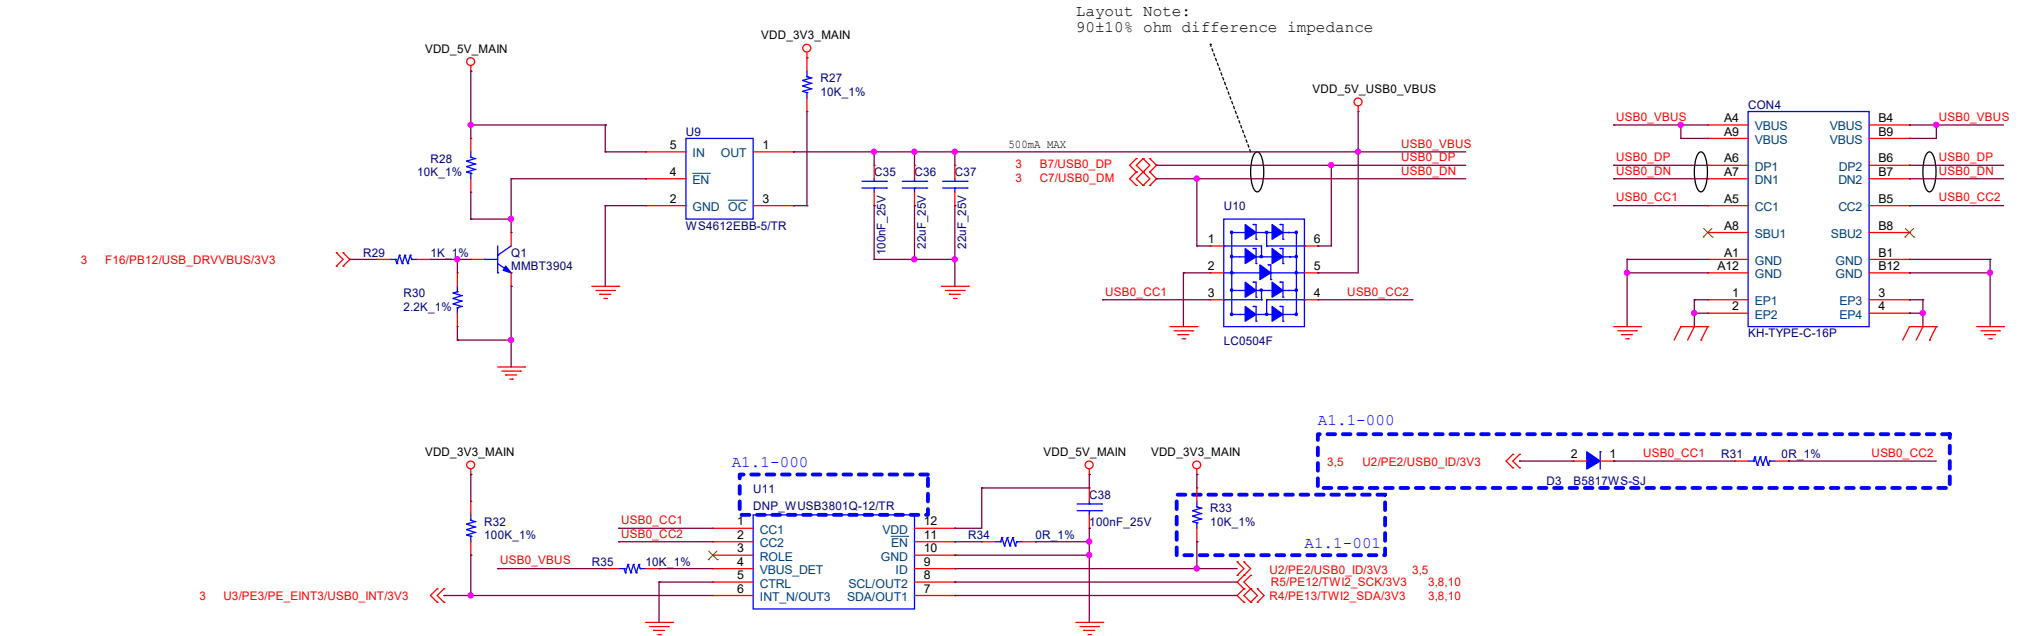 Layout Note:
90±10% ohm difference impedance
VDD_5V_MAIN
VDD_3V3_MAIN
R27
10K_1%
VDD_5V_USB0_VBUS
R28
10K_1%
U9
5 IN OUT 1
4 EN
2 GND OC 3
WS4612EBB-5/TR
500mA MAX
USB0_VBUS
3 B7/USB0_DP
USB0_DP
3 C7/USB0_DM
USB0_DN
C35
100nF_25V
C36
22uF_25V
C37
22uF_25V
U10
1 6
2 5
USB0_CC1 3 4 USB0_CC2
LC0504F
3 F16/PB12/USB_DRVVBUS/3V3
R29 1K_1%
Q1
MMBT3904
R30
2.2K_1%
CON4
USB0_VBUS A4 VBUS VBUS B4 USB0_VBUS
A9 VBUS VBUS B9
USB0_DP A6 DP1 DP2 B6 USB0_DP
USB0_DN A7 DN1 DN2 B7 USB0_DN
USB0_CC1 A5 CC1 CC2 B5 USB0_CC2
A8 SBU1 SBU2 B8
A1 GND GND B1
A12 GND GND B12
1 EP1 EP3 3
2 EP2 EP4 4
KH-TYPE-C-16P
A1.1-000
3,5 U2/PE2/USB0_ID/3V3 2 1 USB0_CC1 R31 0R_1% USB0_CC2
D3 B5817WS-SJ
VDD_3V3_MAIN
R32
100K_1%
A1.1-000
U11
DNP_WUSB3801Q-12/TR
VDD_5V_MAIN
C38
100nF_25V
VDD_3V3_MAIN
R33
10K_1%
A1.1-001
USB0_CC1 1 CC1 VDD 12
USB0_CC2 2 CC2 EN 11 R34 0R_1%
3 ROLE GND 10
USB0_VBUS R35 10K_1% 4 VBUS_DET ID 9 U2/PE2/USB0_ID/3V3 3,5
5 CTRL SCL/OUT2 8 R5/PE12/TWI2_SCK/3V3 3,8,10
3 U3/PE3/PE_EINT3/USB0_INT/3V3 6 INT_N/OUT3 SDA/OUT1 7 R4/PE13/TWI2_SDA/3V3 3,8,10